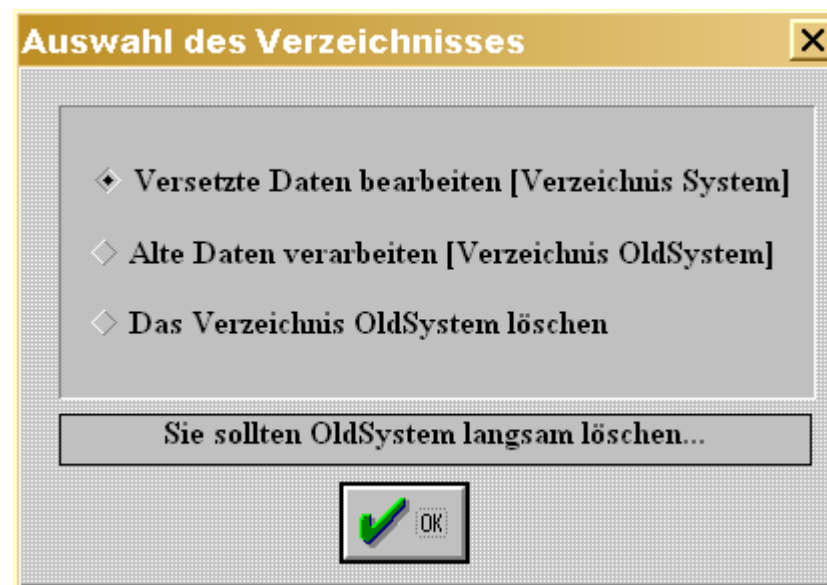 Auswahl des Verzeichnisses
Versetzte Daten bearbeiten [Verzeichnis System]
Alte Daten verarbeiten [Verzeichnis OldSystem]
Das Verzeichnis OldSystem löschen
Sie sollten OldSystem langsam löschen...
OK